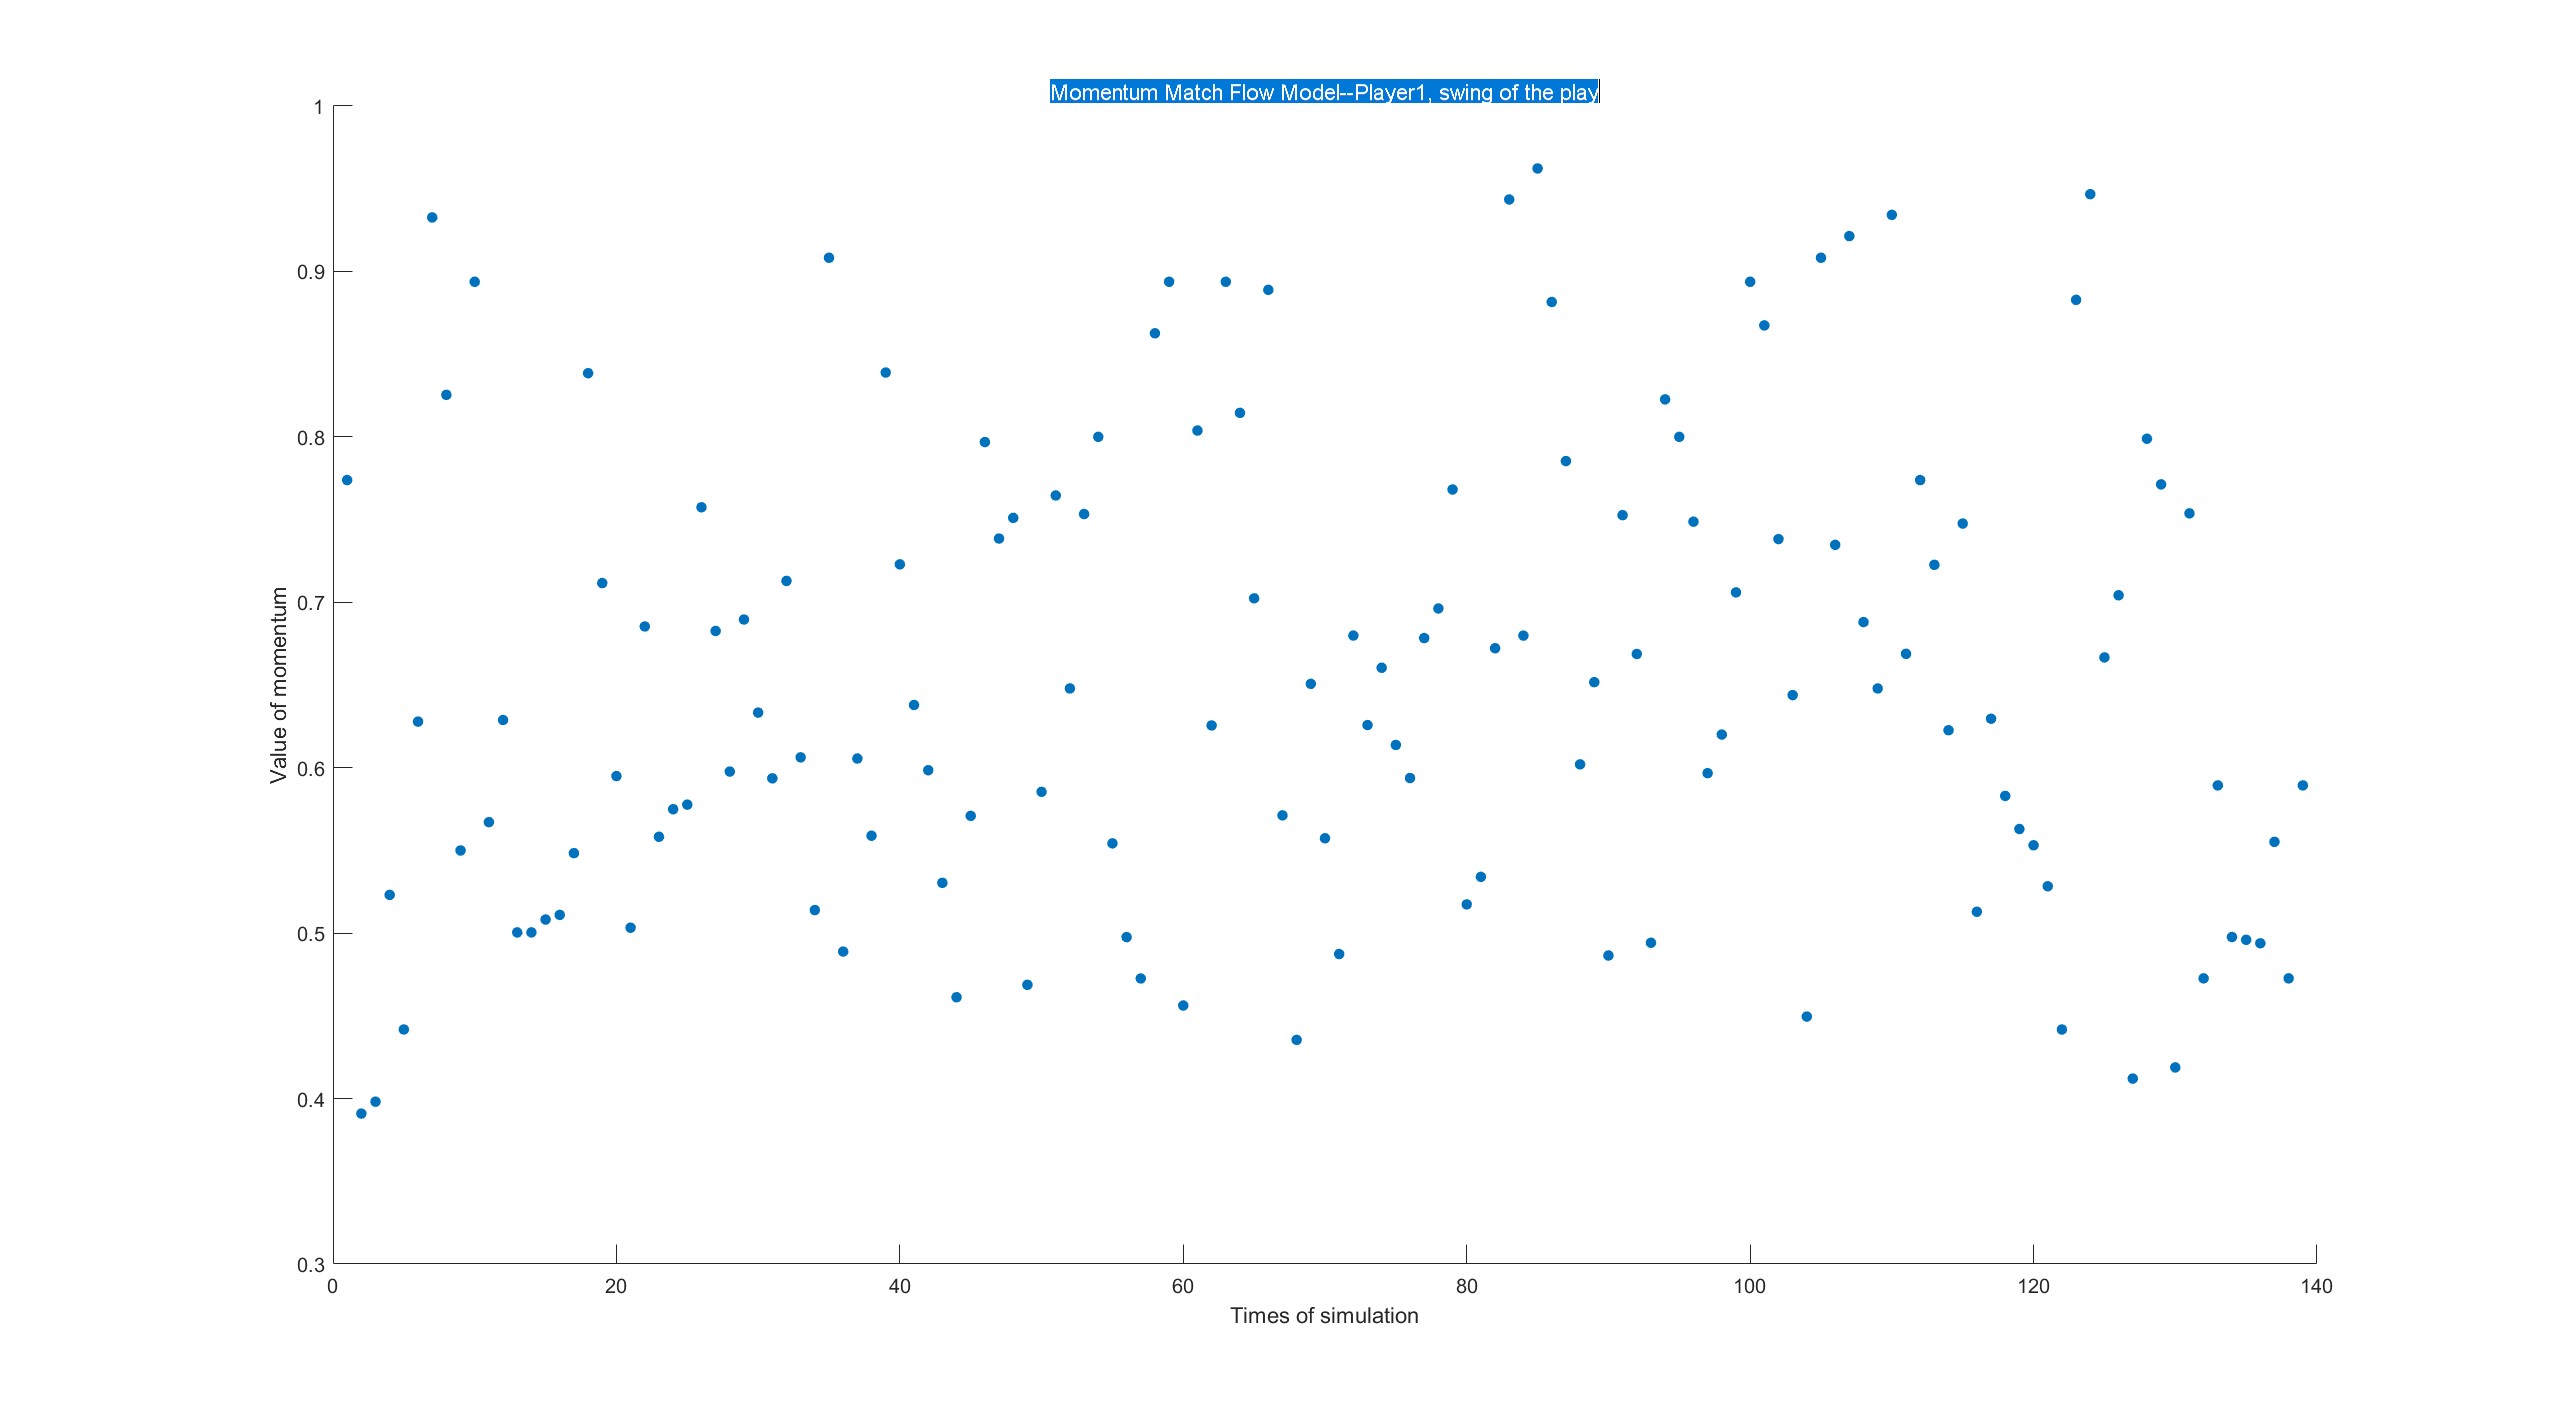 Momentum Match Flow Model--Player1, swing of the play
1
0.9
0.8
0.7
0.6
0.5
0.4
0.3
Value of momentum
0 20 40 60 80 100 120 140
Times of simulation